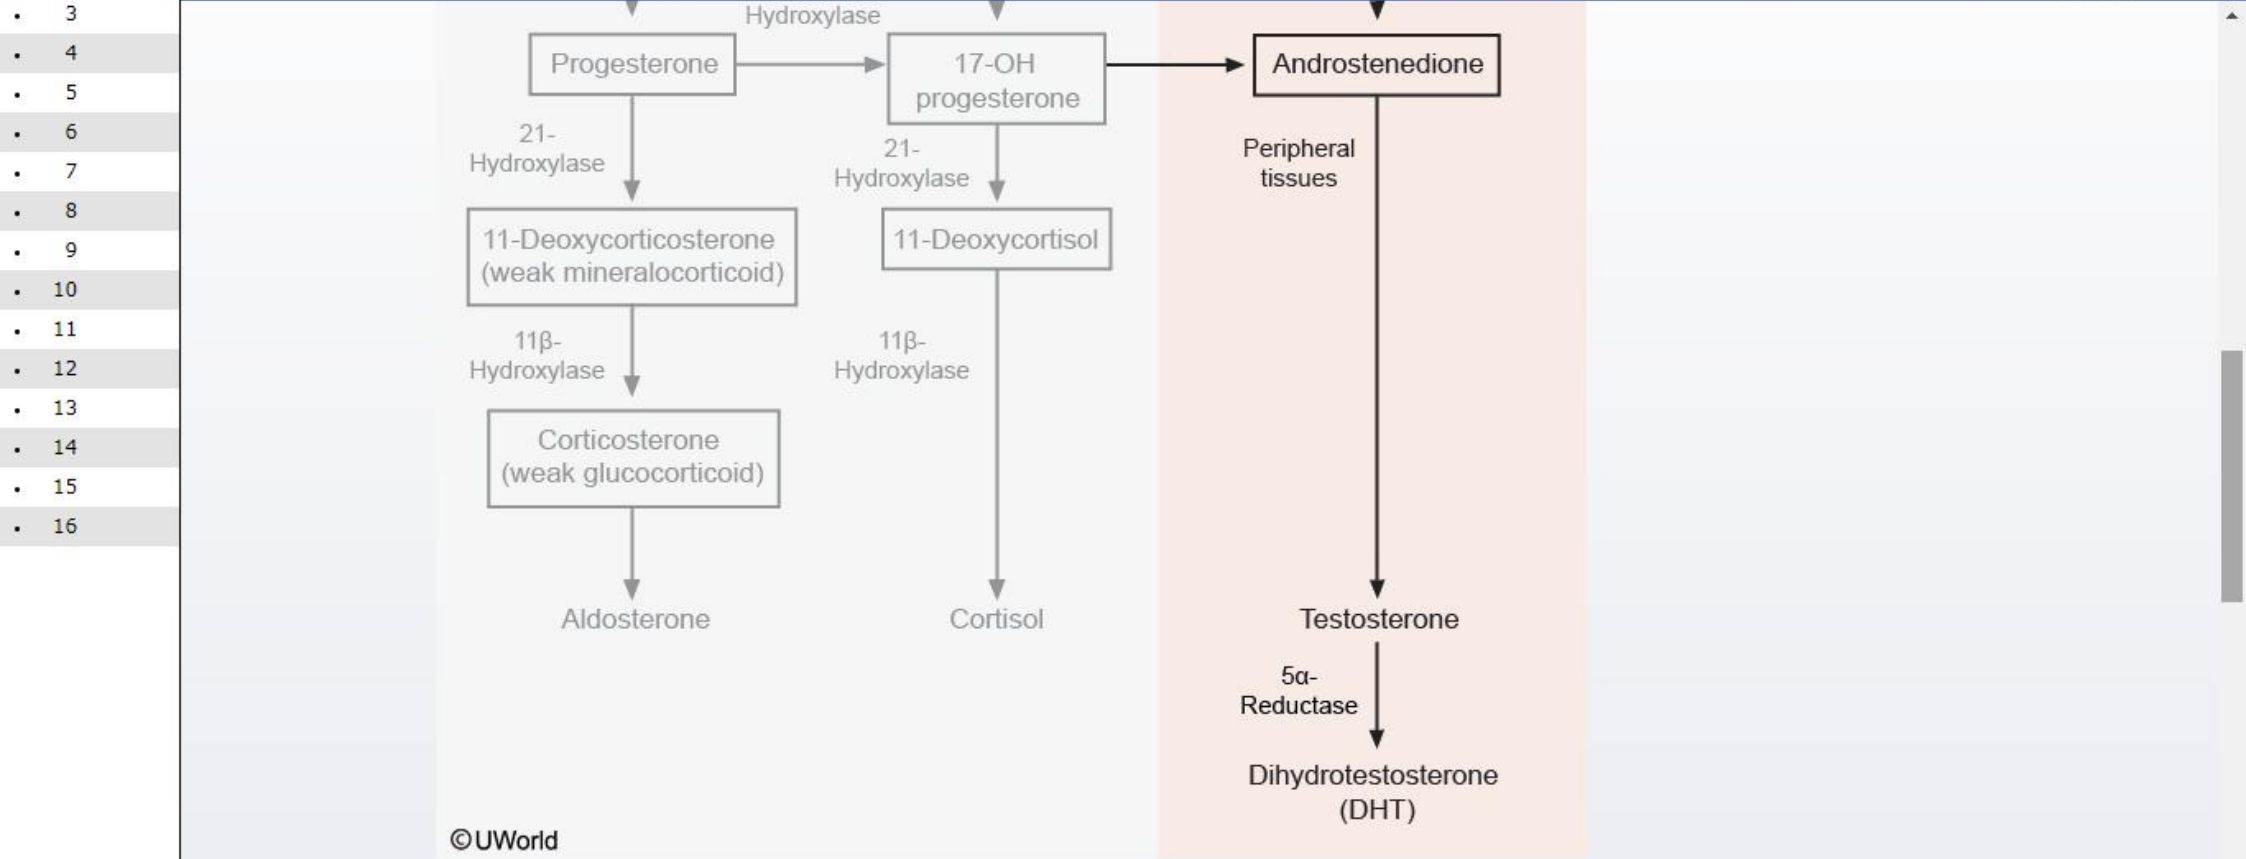 3
4
5
6
7
8
9
10
11
12
13
14
15
16
Hydroxylase
Progesterone
17-OH
progesterone
Androstenedione
21-
Hydroxylase
21-
Hydroxylase
Peripheral
tissues
11-Deoxycorticosterone
(weak mineralocorticoid)
11-Deoxycortisol
11β-
Hydroxylase
11β-
Hydroxylase
Corticosterone
(weak glucocorticoid)
Aldosterone
Cortisol
Testosterone
5α-
Reductase
Dihydrotestosterone
(DHT)
©UWorld